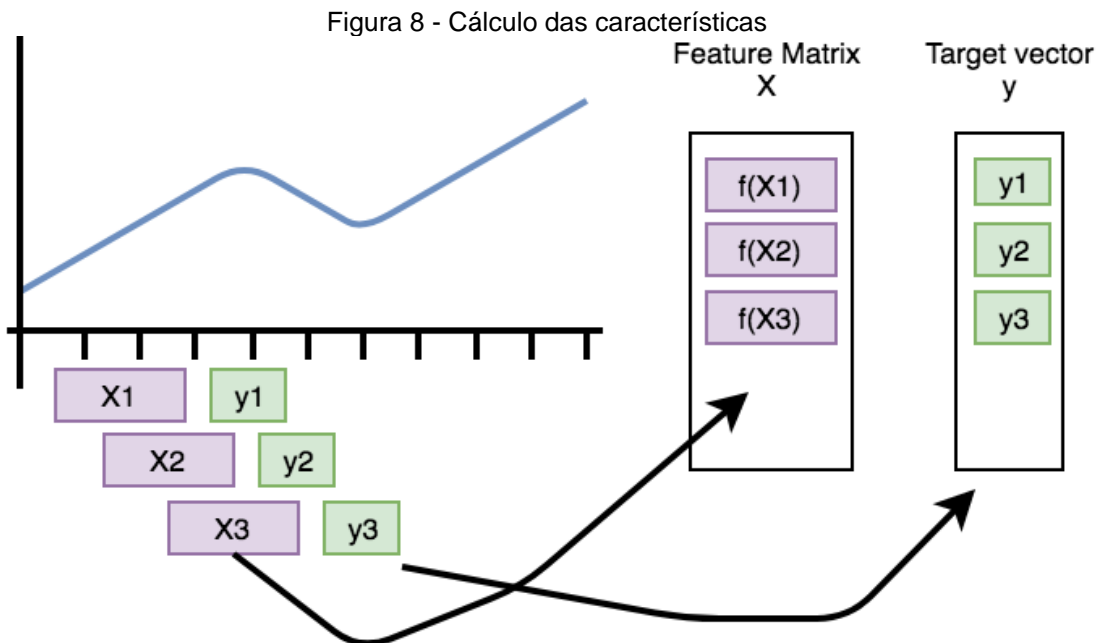 Figura 8 - Cálculo das características
Feature Matrix
X
Target vector
y
f(X1)
f(X2)
f(X3)
y1
y2
y3
X1
y1
X2
y2
X3
y3